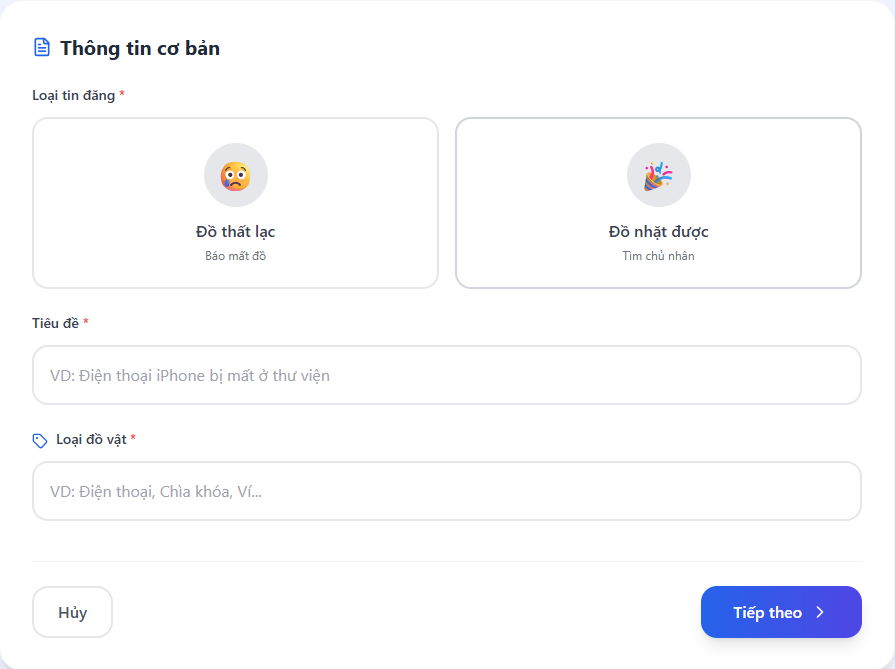 Thông tin cơ bản
Loại tin đăng *
Đồ thất lạc
Báo mất đồ
Đồ nhặt được
Tìm chủ nhân
Tiêu đề *
VD: Điện thoại iPhone bị mất ở thư viện
Loại đồ vật *
VD: Điện thoại, Chìa khóa, Ví...
Hủy
Tiếp theo